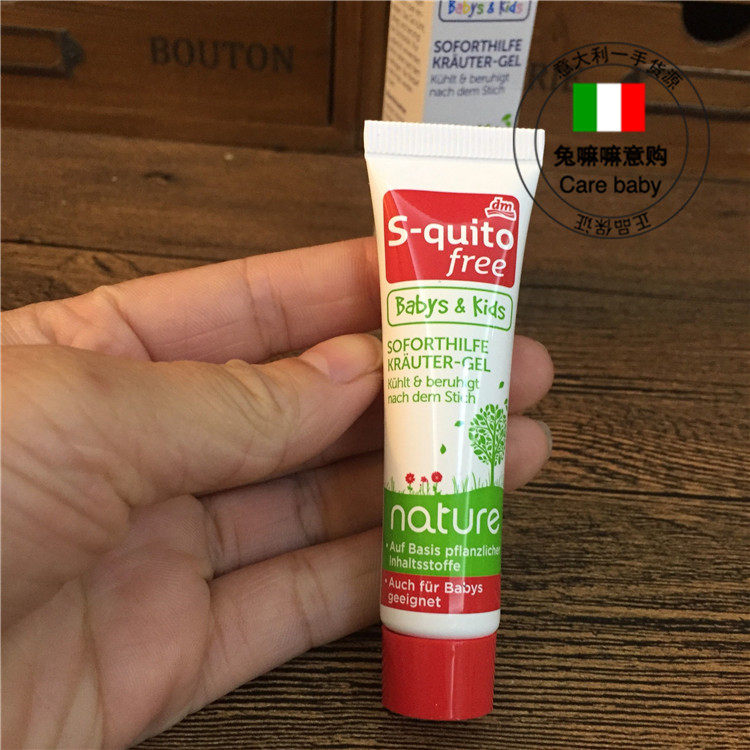 Babys & Kids
SOFORTHILFE
KRÄUTER-GEL
Kühlt & beruhigt
nach dem Stich
BOUTON
意大利一手货源
兔嘛嘛意购
Care baby
正品保证
dm
S-quito
free
Babys & Kids
SOFORTHILFE
KRÄUTER-GEL
Kühlt & beruhigt
nach dem Stich
nature
• Auf Basis pflanzlicher
Inhaltsstoffe
• Auch für Babys
geeignet